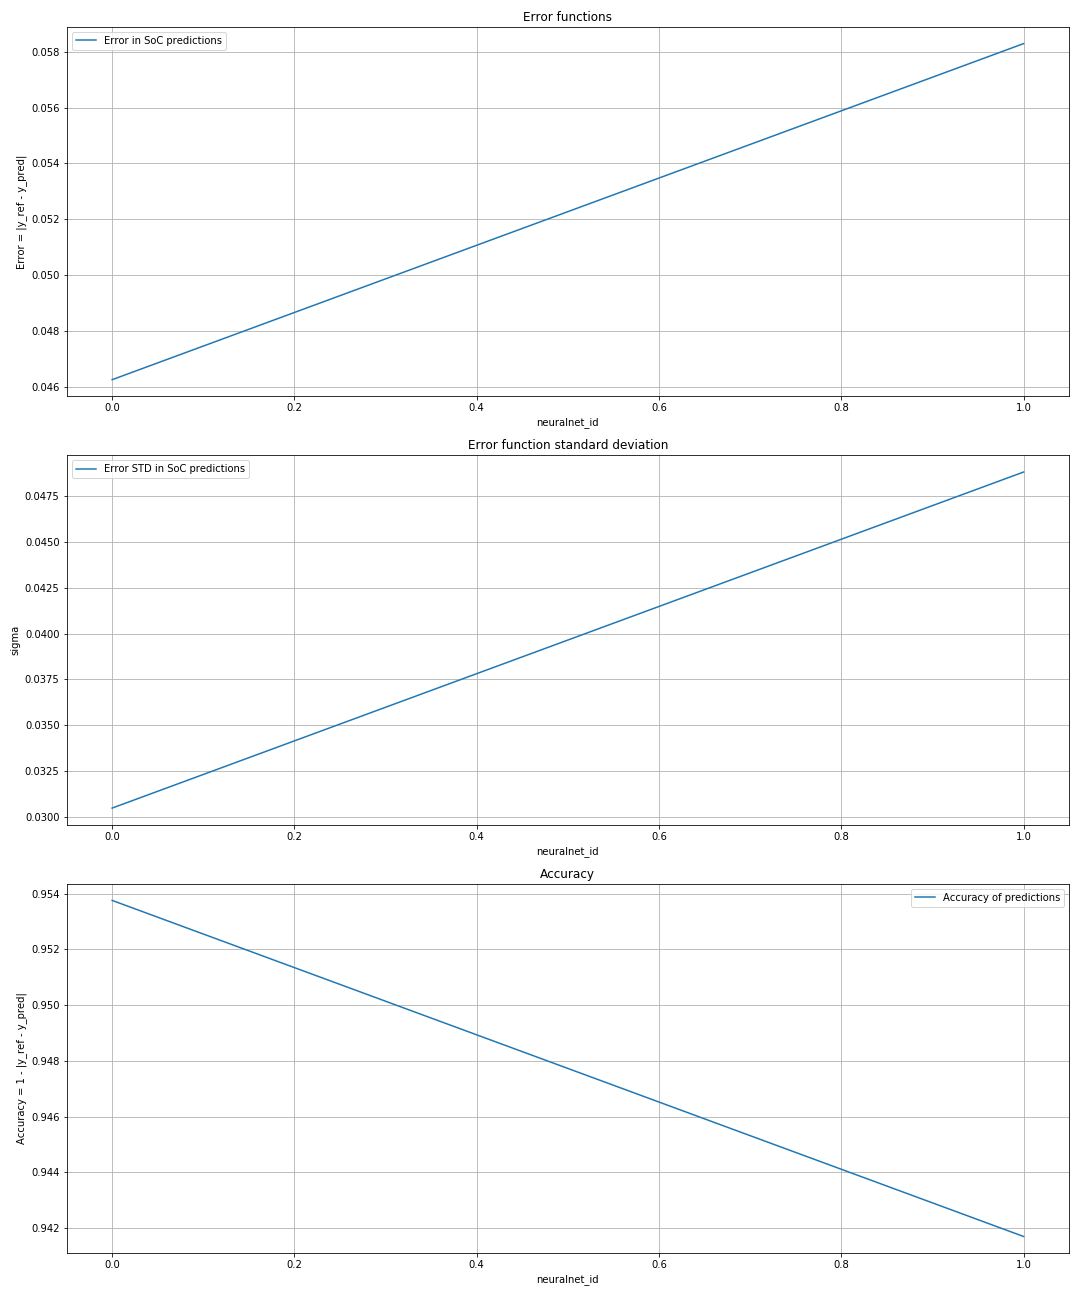 Error functions
Error in SoC predictions
Error = |y_ref - y_pred|
0.058
0.056
0.054
0.052
0.050
0.048
0.046
0.0 0.2 0.4 0.6 0.8 1.0
neuralnet_id
Error function standard deviation
Error STD in SoC predictions
sigma
0.0475
0.0450
0.0425
0.0400
0.0375
0.0350
0.0325
0.0300
0.0 0.2 0.4 0.6 0.8 1.0
neuralnet_id
Accuracy
Accuracy of predictions
Accuracy = 1 - |y_ref - y_pred|
0.954
0.952
0.950
0.948
0.946
0.944
0.942
0.0 0.2 0.4 0.6 0.8 1.0
neuralnet_id